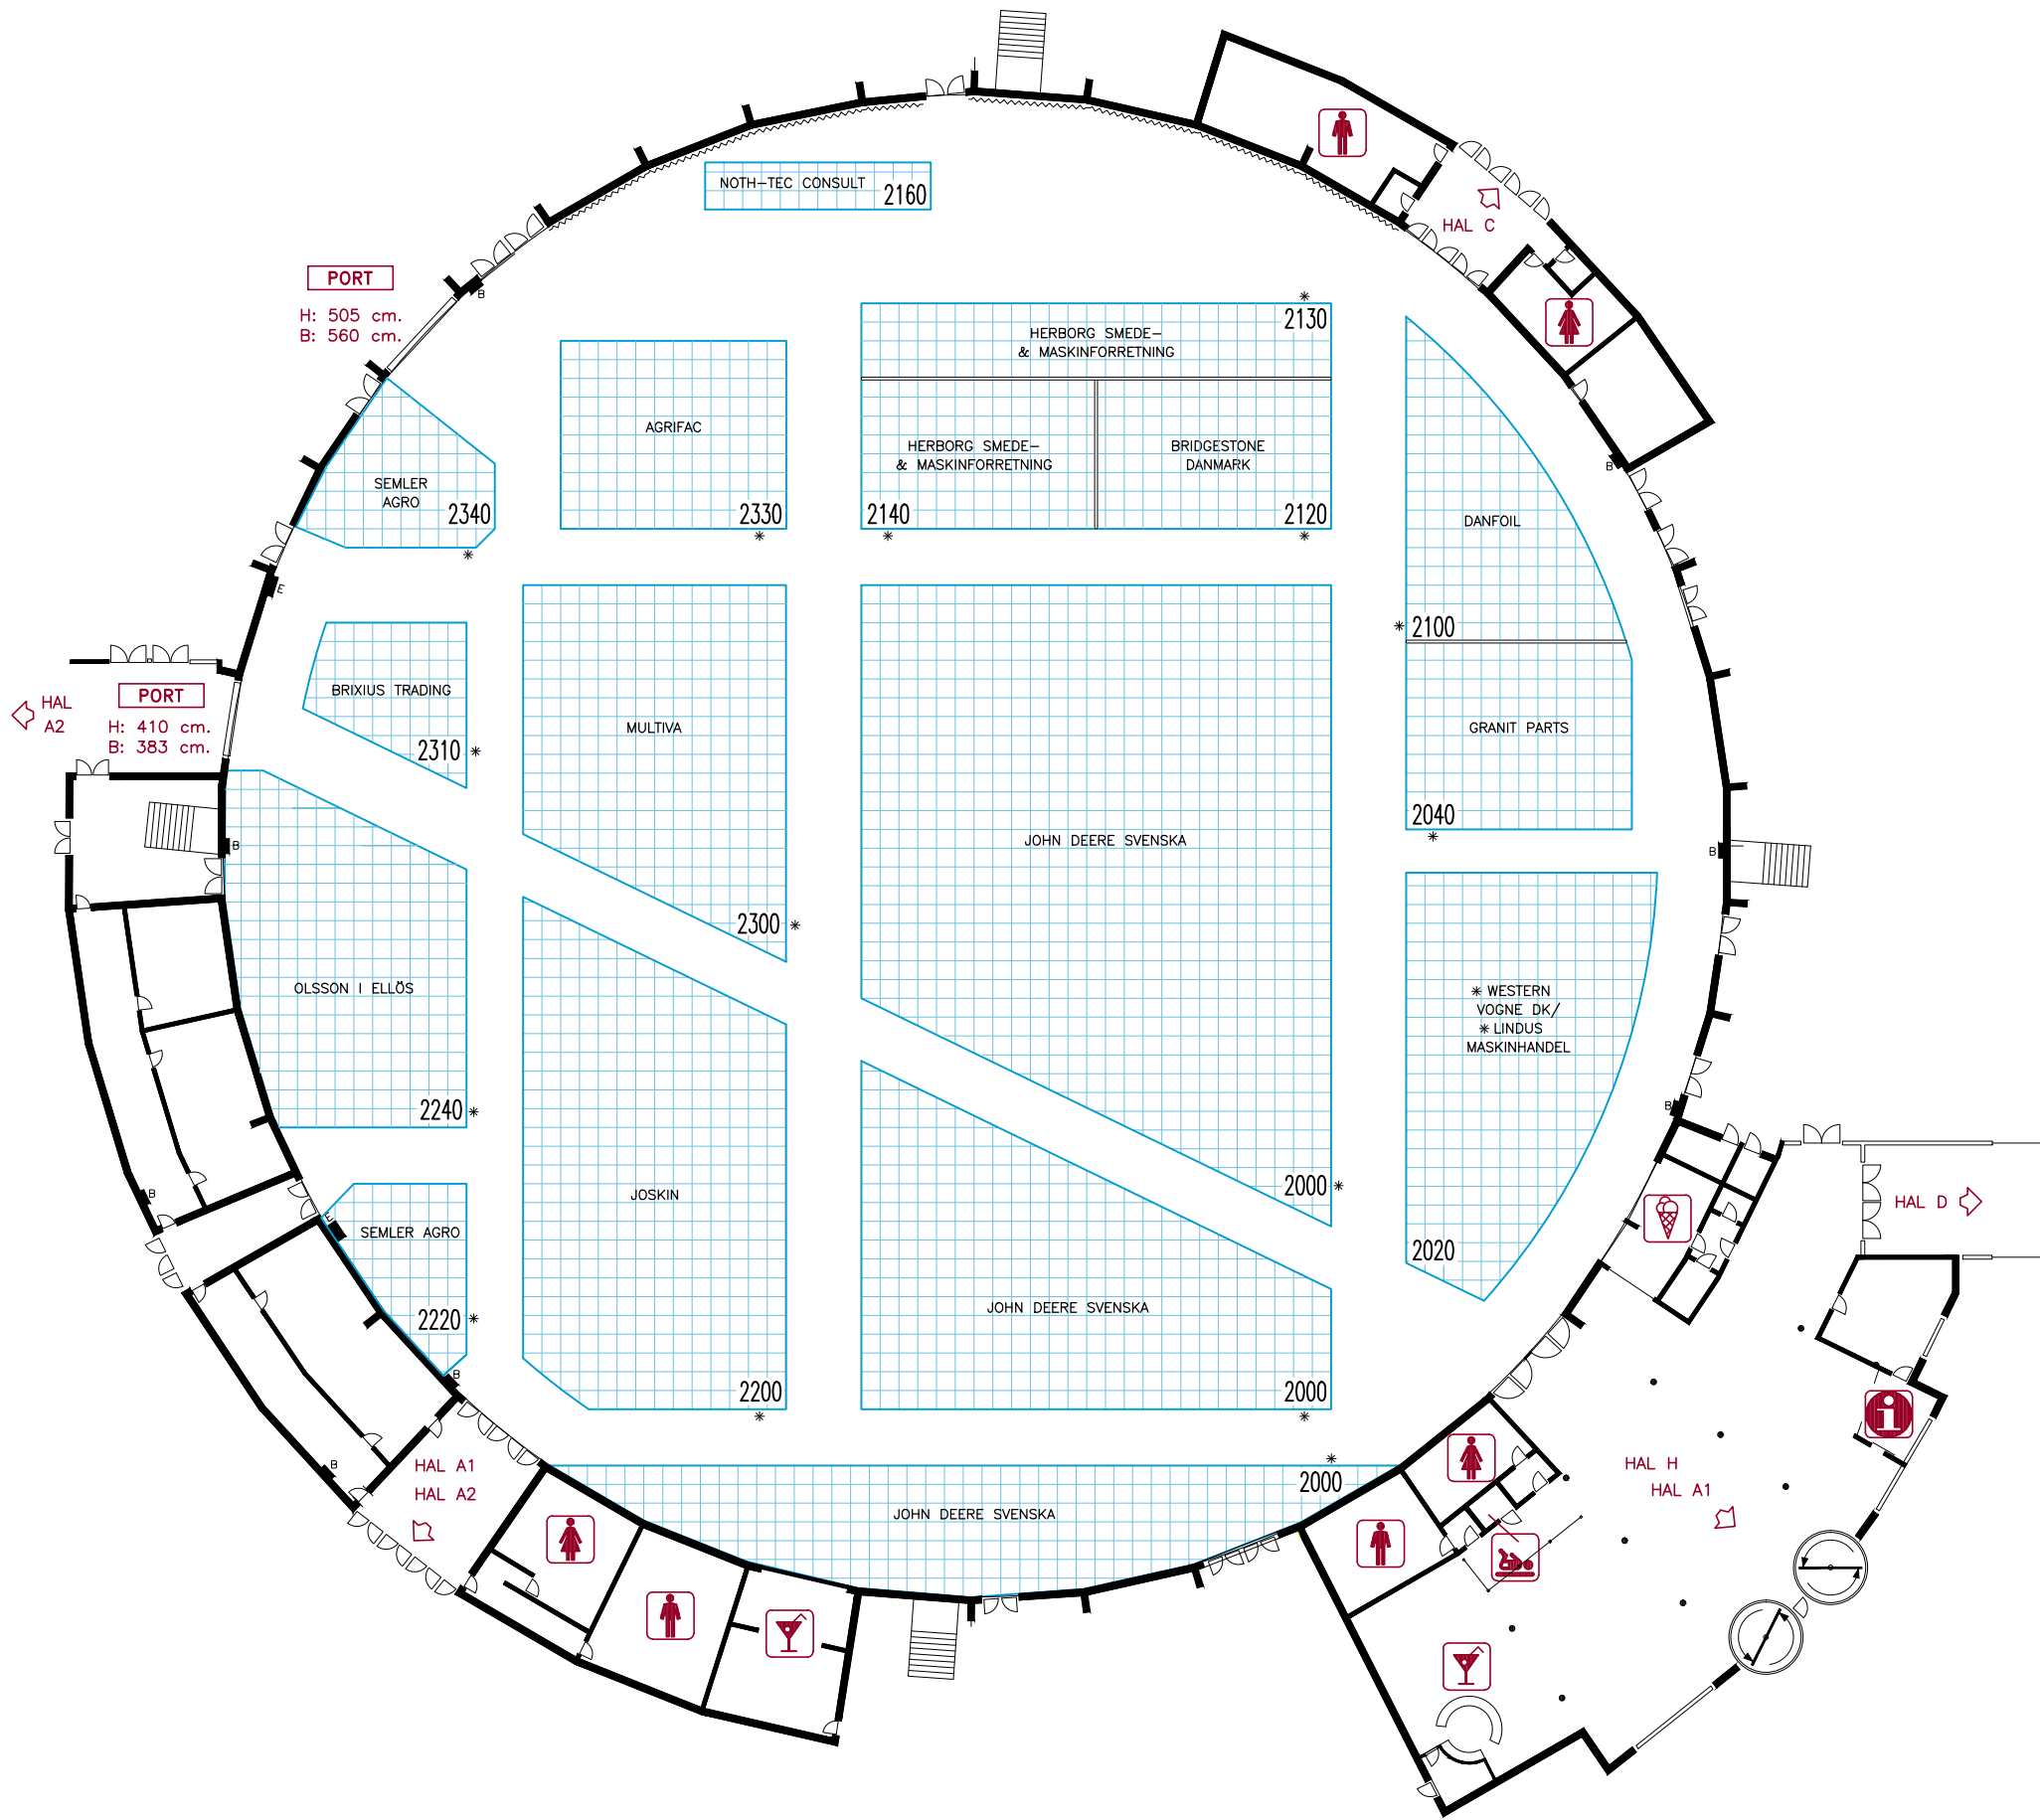 NOTH-TEC CONSULT
2160
HAL C
PORT
H: 505 cm.
B: 560 cm.
B
HERBORG SMEDE-
& MASKINFORRETNING
2130
*
AGRIFAC
2330
*
HERBORG SMEDE-
& MASKINFORRETNING
2140
*
BRIDGESTONE
DANMARK
2120
*
SEMLER
AGRO
2340
*
B
DANFOIL
2100
*
E
BRIXIUS TRADING
2310
*
HAL
A2
PORT
H: 410 cm.
B: 383 cm.
MULTIVA
2300
*
GRANIT PARTS
2040
*
JOHN DEERE SVENSKA
2000
*
B
B
OLSSON I ELLÖS
2240
*
* WESTERN
VOGNE DK/
* LINDUS
MASKINHANDEL
2020
B
B
JOSKIN
2200
*
HAL D
E
SEMLER AGRO
2220
*
B
JOHN DEERE SVENSKA
2000
*
B
HAL A1
HAL A2
JOHN DEERE SVENSKA
2000
*
HAL H
HAL A1